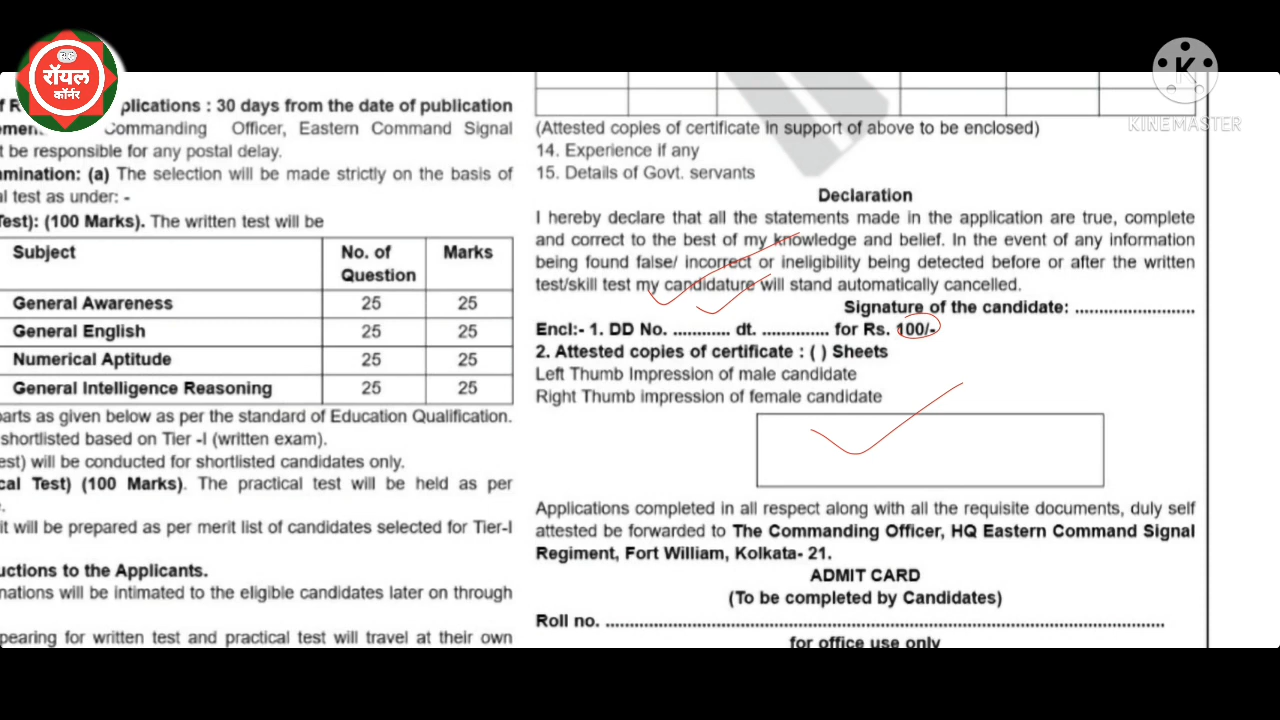 रॉयल
कॉर्नर
K
KINEMASTER
plications : 30 days from the date of publication
Commanding Officer, Eastern Command Signal
t be responsible for any postal delay.
mination: (a) The selection will be made strictly on the basis of
al test as under: -
Test): (100 Marks). The written test will be
Subject No. of Question Marks
General Awareness 25 25
General English 25 25
Numerical Aptitude 25 25
General Intelligence Reasoning 25 25
parts as given below as per the standard of Education Qualification.
shortlisted based on Tier -I (written exam).
est) will be conducted for shortlisted candidates only.
cal Test) (100 Marks). The practical test will be held as per
it will be prepared as per merit list of candidates selected for Tier-I
uctions to the Applicants.
nations will be intimated to the eligible candidates later on through
pearing for written test and practical test will travel at their own
(Attested copies of certificate in support of above to be enclosed)
14. Experience if any
15. Details of Govt. servants
Declaration
I hereby declare that all the statements made in the application are true, complete
and correct to the best of my knowledge and belief. In the event of any information
being found false/ incorrect or ineligibility being detected before or after the written
test/skill test my candidature will stand automatically cancelled.
Signature of the candidate: ........................
Encl:- 1. DD No. ............ dt. .............. for Rs. 100/-
2. Attested copies of certificate : ( ) Sheets
Left Thumb Impression of male candidate
Right Thumb impression of female candidate
Applications completed in all respect along with all the requisite documents, duly self
attested be forwarded to The Commanding Officer, HQ Eastern Command Signal
Regiment, Fort William, Kolkata- 21.
ADMIT CARD
(To be completed by Candidates)
Roll no. ....................................................................................
for office use only